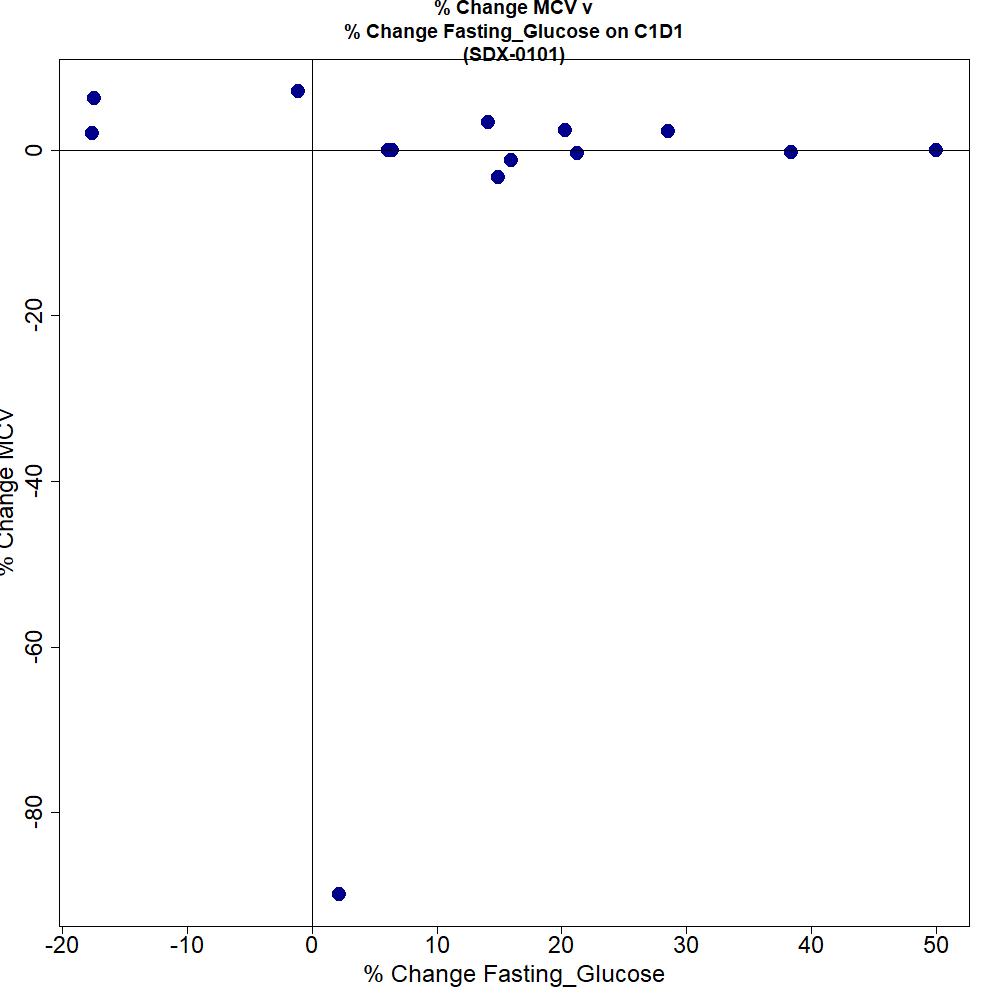 % Change MCV v
% Change Fasting_Glucose on C1D1
(SDX-0101)
% Change MCV
0
-20
-40
-60
-80
-20 -10 0 10 20 30 40 50
% Change Fasting_Glucose